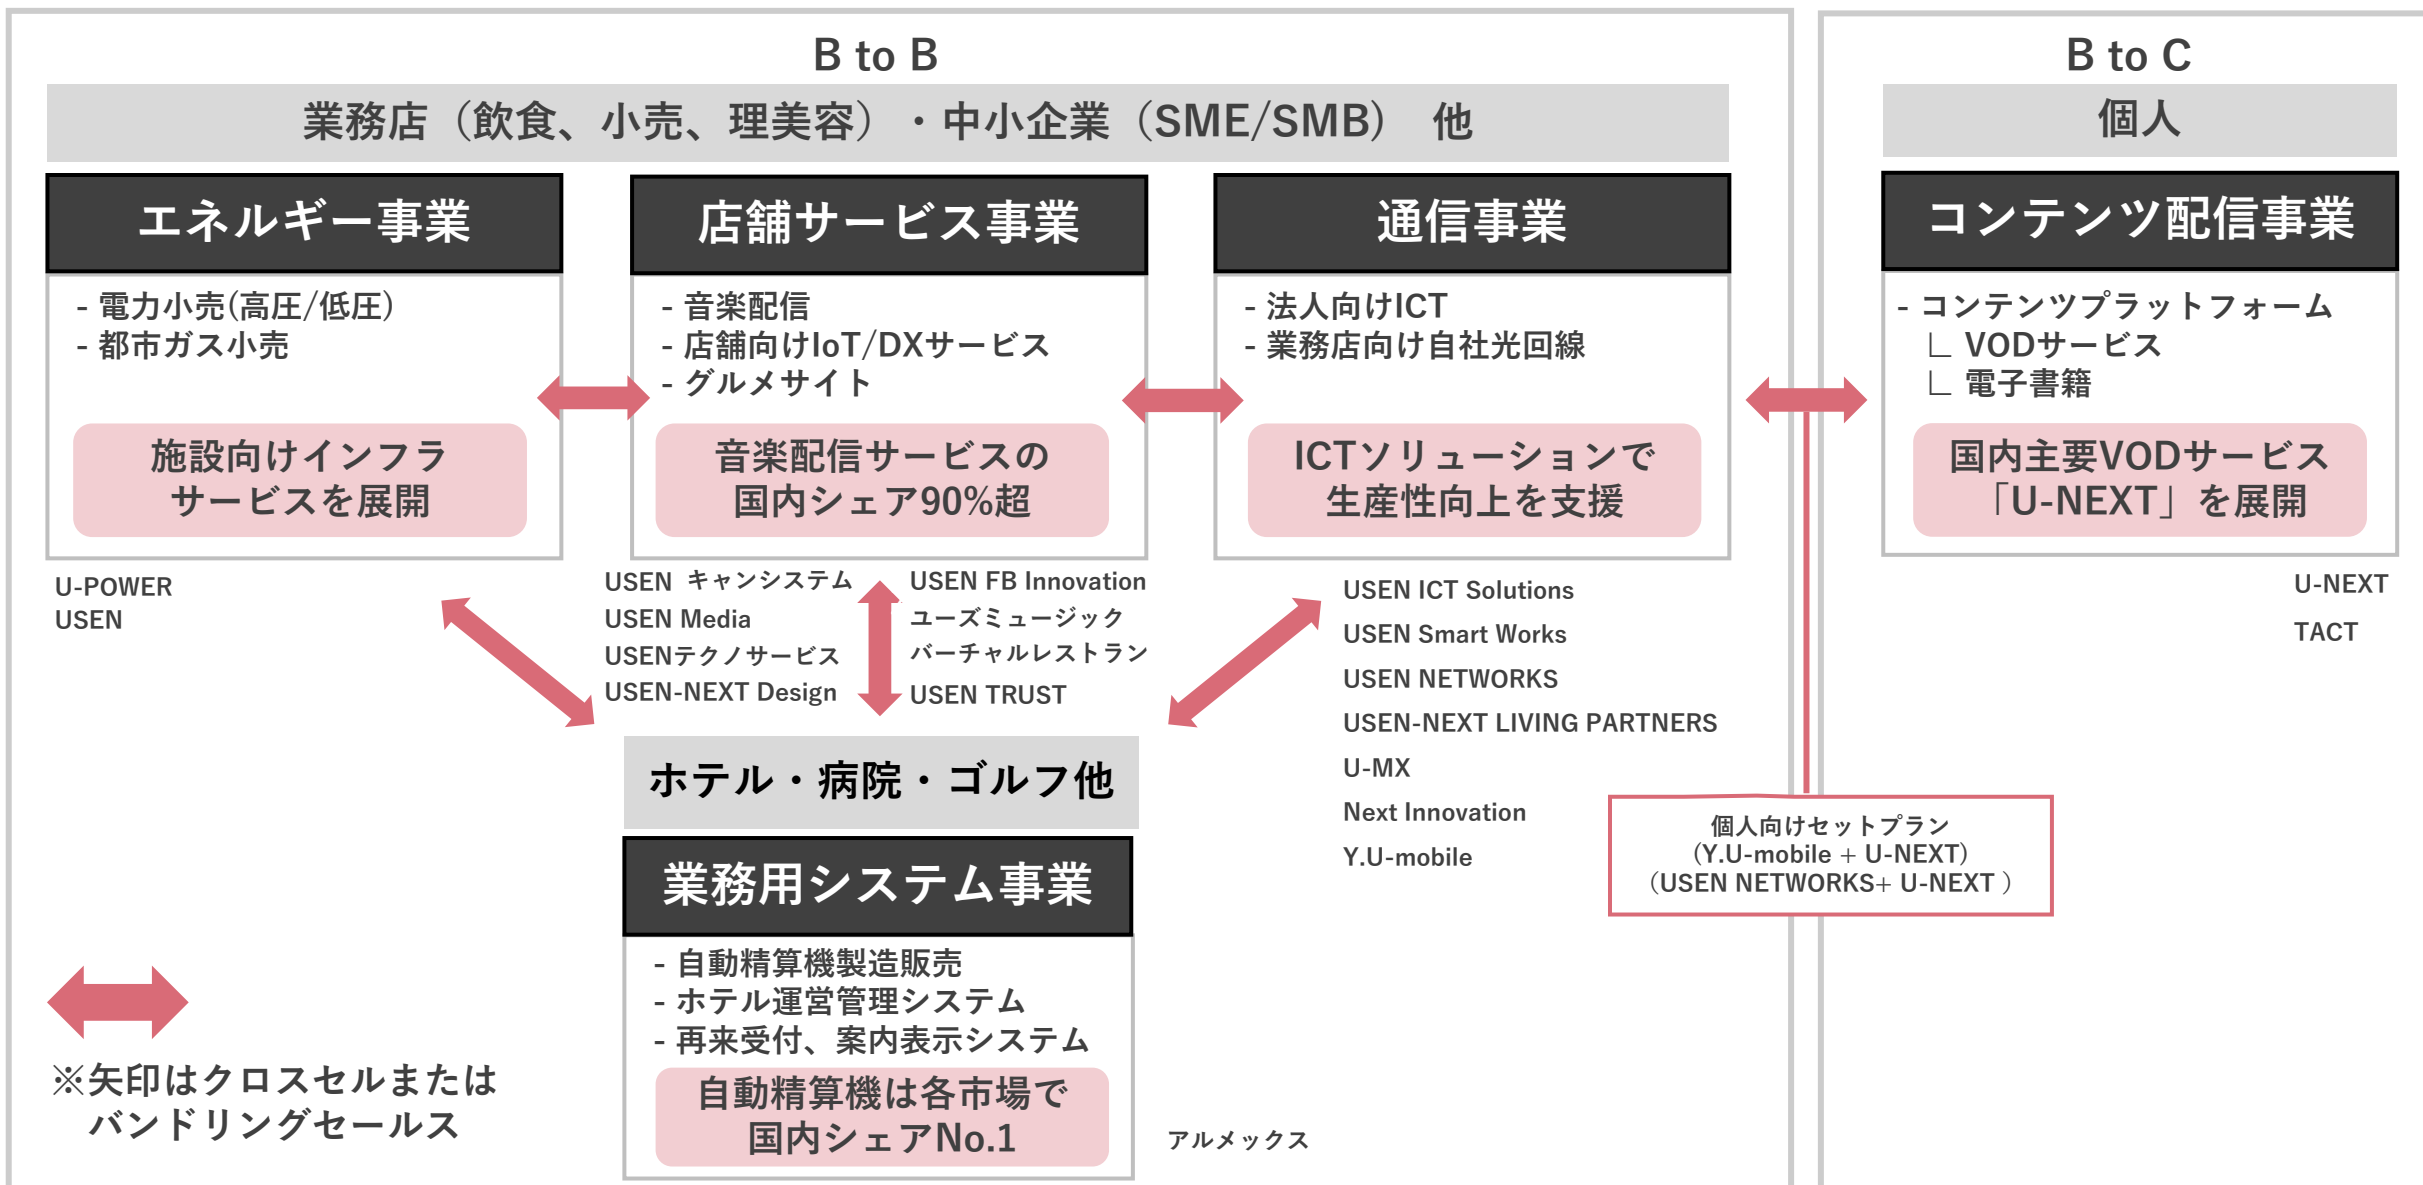 B to B
業務店（飲食、小売、理美容）・中小企業（SME/SMB） 他
エネルギー事業
- 電力小売(高圧/低圧)
- 都市ガス小売
施設向けインフラ
サービスを展開
U-POWER
USEN
店舗サービス事業
- 音楽配信
- 店舗向けIoT/DXサービス
- グルメサイト
音楽配信サービスの
国内シェア90%超
USEN キャンシステム
USEN Media
USENテクノサービス
USEN-NEXT Design
USEN FB Innovation
ユーズミュージック
バーチャルレストラン
USEN TRUST
通信事業
- 法人向けICT
- 業務店向け自社光回線
ICTソリューションで
生産性向上を支援
USEN ICT Solutions
USEN Smart Works
USEN NETWORKS
USEN-NEXT LIVING PARTNERS
U-MX
Next Innovation
Y.U-mobile
ホテル・病院・ゴルフ他
業務用システム事業
- 自動精算機製造販売
- ホテル運営管理システム
- 再来受付、案内表示システム
自動精算機は各市場で
国内シェアNo.1
アルメックス
※矢印はクロスセルまたは
バンドリングセールス
B to C
個人
コンテンツ配信事業
- コンテンツプラットフォーム
∟ VODサービス
∟ 電子書籍
国内主要VODサービス
「U-NEXT」を展開
U-NEXT
TACT
個人向けセットプラン
(Y.U-mobile + U-NEXT)
（USEN NETWORKS+ U-NEXT ）